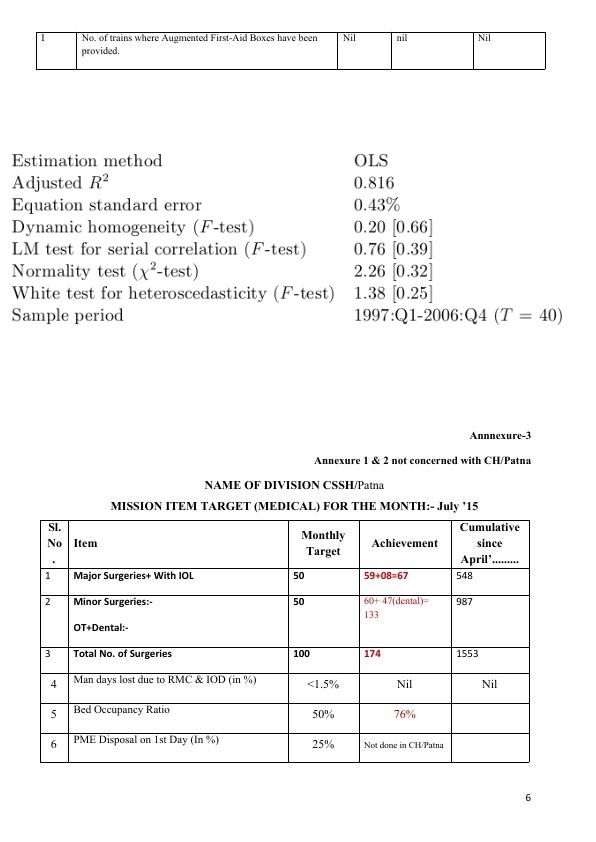 I No. of trains where Augmented First-Aid Boxes have been Nil nil Nil
provided.
Estimation method OLS
Adjusted R² 0.816
Equation standard error 0.43%
Dynamic homogeneity (F-test) 0.20 [0.66]
LM test for serial correlation (F-test) 0.76 [0.39]
Normality test (χ²-test) 2.26 [0.32]
White test for heteroscedasticity (F-test) 1.38 [0.25]
Sample period 1997:Q1-2006:Q4 (T = 40)
Annnexure-3
Annexure 1 & 2 not concerned with CH/Patna
NAME OF DIVISION CSSH/Patna
MISSION ITEM TARGET (MEDICAL) FOR THE MONTH:- July ’15
Sl.
No
.
Item
Monthly
Target
Achievement
Cumulative
since
April’.........
1 Major Surgeries+ With IOL 50 59+08=67 548
2 Minor Surgeries:- 50 60+ 47(dental)= 987
133
OT+Dental:-
3 Total No. of Surgeries 100 174 1553
4 Man days lost due to RMC & IOD (in %) <1.5% Nil Nil
5 Bed Occupancy Ratio 50% 76%
6 PME Disposal on 1st Day (In %) 25% Not done in CH/Patna
6